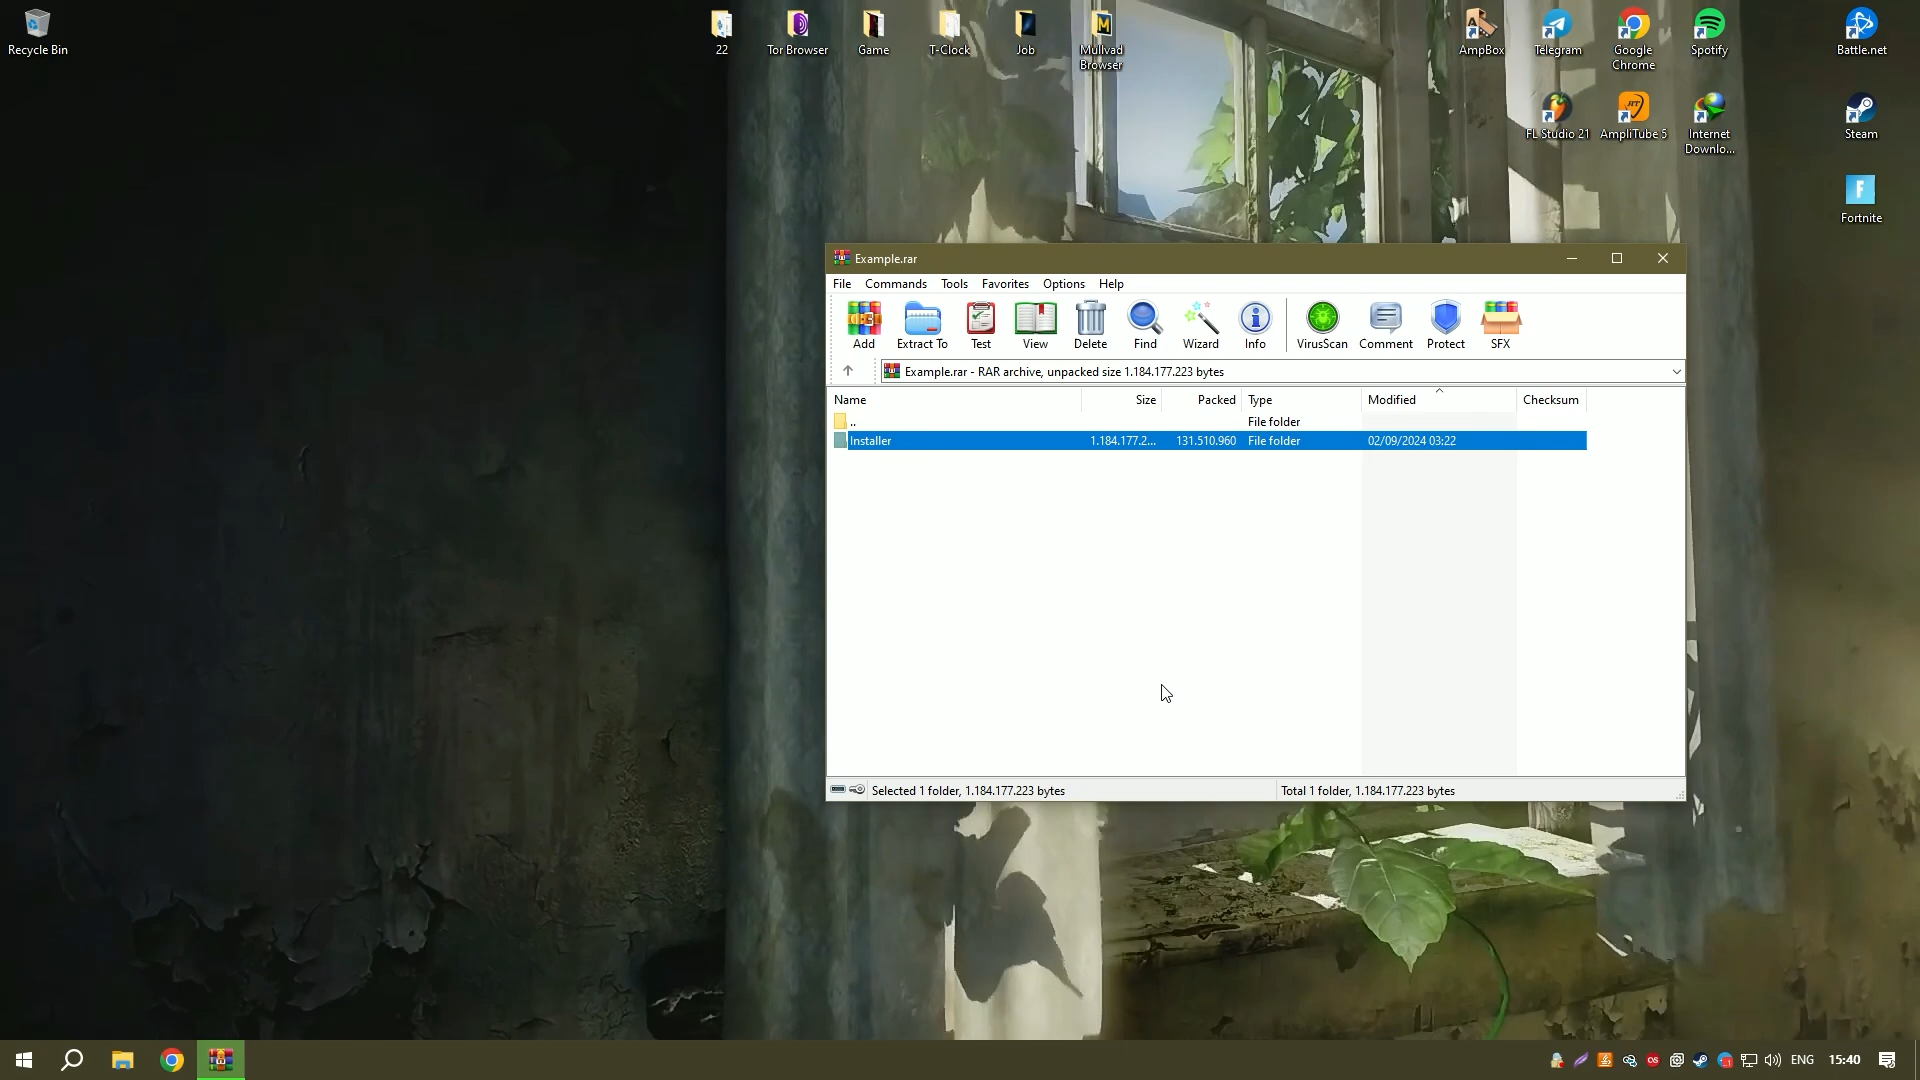 Recycle Bin
22
Tor Browser
Game
T-Clock
Job
Mullvad
Browser
AmpBox
Telegram
Google
Chrome
Spotify
Battle.net
FL Studio 21
AmpliTube 5
Internet
Downlo...
Steam
Fortnite
Example.rar
File Commands Tools Favorites Options Help
Add Extract To Test View Delete Find Wizard Info VirusScan Comment Protect SFX
Example.rar - RAR archive, unpacked size 1.184.177.223 bytes
Name Size Packed Type Modified Checksum
.. File folder
Installer 1.184.177.2... 131.510.960 File folder 02/09/2024 03:22
Selected 1 folder, 1.184.177.223 bytes Total 1 folder, 1.184.177.223 bytes
ENG 15:40